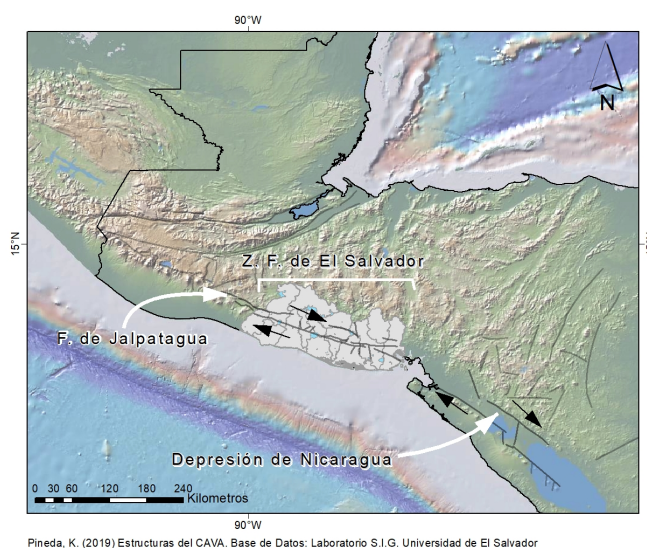 90°W
N
15°N
Z. F. de El Salvador
F. de Jalpatagua
Depresión de Nicaragua
0 30 60 120 180 240
Kilometros
90°W
Pineda, K. (2019) Estructuras del CAVA. Base de Datos: Laboratorio S.I.G. Universidad de El Salvador